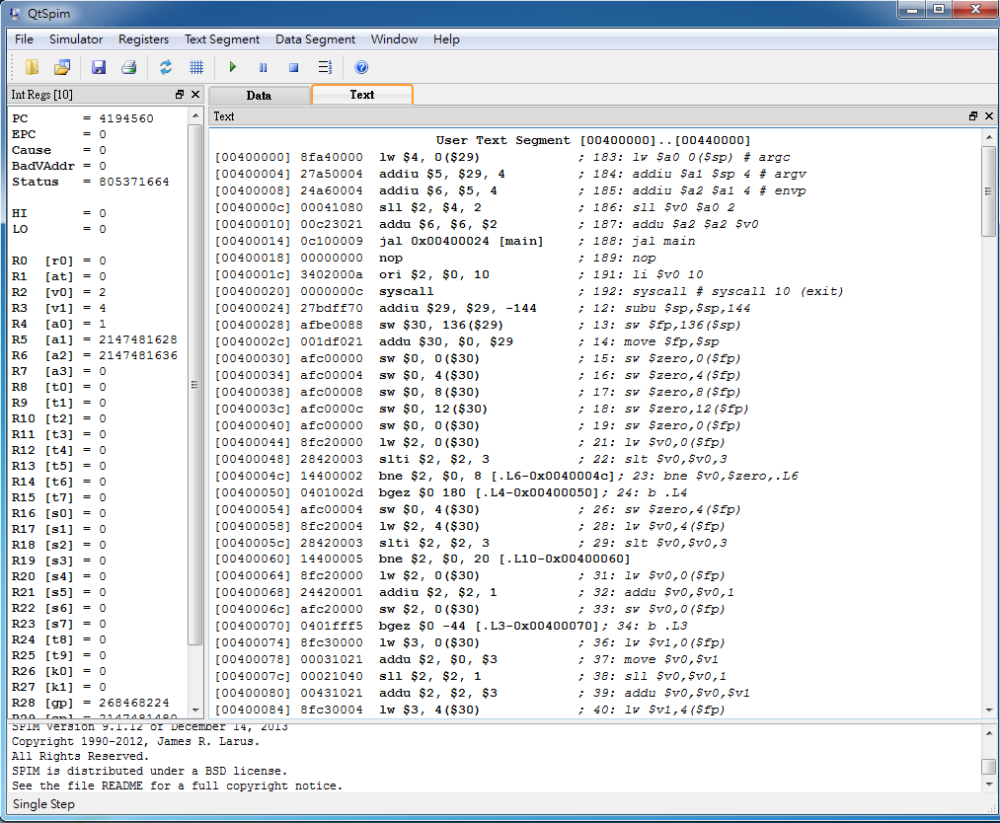 QtSpim
File Simulator Registers Text Segment Data Segment Window Help
Int Regs [10]
Data Text
Text
PC = 4194560
EPC = 0
Cause = 0
BadVAddr = 0
Status = 805371664
HI = 0
LO = 0
R0 [r0] = 0
R1 [at] = 0
R2 [v0] = 2
R3 [v1] = 4
R4 [a0] = 1
R5 [a1] = 2147481628
R6 [a2] = 2147481636
R7 [a3] = 0
R8 [t0] = 0
R9 [t1] = 0
R10 [t2] = 0
R11 [t3] = 0
R12 [t4] = 0
R13 [t5] = 0
R14 [t6] = 0
R15 [t7] = 0
R16 [s0] = 0
R17 [s1] = 0
R18 [s2] = 0
R19 [s3] = 0
R20 [s4] = 0
R21 [s5] = 0
R22 [s6] = 0
R23 [s7] = 0
R24 [t8] = 0
R25 [t9] = 0
R26 [k0] = 0
R27 [k1] = 0
R28 [gp] = 268468224
User Text Segment [00400000]..[00440000]
[00400000] 8fa40000 lw $4, 0($29) ; 183: lw $a0 0($sp) # argc
[00400004] 27a50004 addiu $5, $29, 4 ; 184: addiu $a1 $sp 4 # argv
[00400008] 24a60004 addiu $6, $5, 4 ; 185: addiu $a2 $a1 4 # envp
[0040000c] 00041080 sll $2, $4, 2 ; 186: sll $v0 $a0 2
[00400010] 00c23021 addu $6, $6, $2 ; 187: addu $a2 $a2 $v0
[00400014] 0c100009 jal 0x00400024 [main] ; 188: jal main
[00400018] 00000000 nop ; 189: nop
[0040001c] 3402000a ori $2, $0, 10 ; 191: li $v0 10
[00400020] 0000000c syscall ; 192: syscall # syscall 10 (exit)
[00400024] 27bdff70 addiu $29, $29, -144 ; 12: subu $sp,$sp,144
[00400028] afbe0088 sw $30, 136($29) ; 13: sw $fp,136($sp)
[0040002c] 001df021 addu $30, $0, $29 ; 14: move $fp,$sp
[00400030] afc00000 sw $0, 0($30) ; 15: sw $zero,0($fp)
[00400034] afc00004 sw $0, 4($30) ; 16: sw $zero,4($fp)
[00400038] afc00008 sw $0, 8($30) ; 17: sw $zero,8($fp)
[0040003c] afc0000c sw $0, 12($30) ; 18: sw $zero,12($fp)
[00400040] afc00000 sw $0, 0($30) ; 19: sw $zero,0($fp)
[00400044] 8fc20000 lw $2, 0($30) ; 21: lw $v0,0($fp)
[00400048] 28420003 slti $2, $2, 3 ; 22: slt $v0,$v0,3
[0040004c] 14400002 bne $2, $0, 8 [.L6-0x0040004c]; 23: bne $v0,$zero,.L6
[00400050] 0401002d bgez $0 180 [.L4-0x00400050]; 24: b .L4
[00400054] afc00004 sw $0, 4($30) ; 26: sw $zero,4($fp)
[00400058] 8fc20004 lw $2, 4($30) ; 28: lw $v0,4($fp)
[0040005c] 28420003 slti $2, $2, 3 ; 29: slt $v0,$v0,3
[00400060] 14400005 bne $2, $0, 20 [.L10-0x00400060]
[00400064] 8fc20000 lw $2, 0($30) ; 31: lw $v0,0($fp)
[00400068] 24420001 addiu $2, $2, 1 ; 32: addu $v0,$v0,1
[0040006c] afc20000 sw $2, 0($30) ; 33: sw $v0,0($fp)
[00400070] 0401fff5 bgez $0 -44 [.L3-0x00400070]; 34: b .L3
[00400074] 8fc30000 lw $3, 0($30) ; 36: lw $v1,0($fp)
[00400078] 00031021 addu $2, $0, $3 ; 37: move $v0,$v1
[0040007c] 00021040 sll $2, $2, 1 ; 38: sll $v0,$v0,1
[00400080] 00431021 addu $2, $2, $3 ; 39: addu $v0,$v0,$v1
[00400084] 8fc30004 lw $3, 4($30) ; 40: lw $v1,4($fp)
SPIM Version 9.1.12 of December 14, 2013
Copyright 1990-2012, James R. Larus.
All Rights Reserved.
SPIM is distributed under a BSD license.
See the file README for a full copyright notice.
Single Step